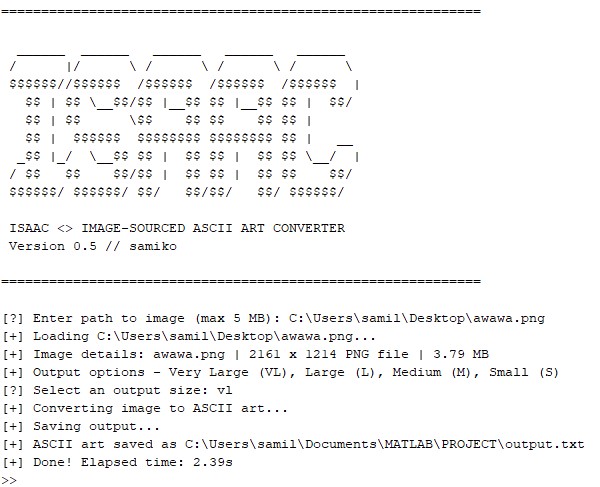 ============================================================
  ______  ______   ______   ______   ______
/      |/      \ /      \ /      \ /      \
$$$$$$//$$$$$$  /$$$$$$  /$$$$$$  /$$$$$$  |
  $$ | $$ \__$$/$$ |__$$ $$ |__$$ $$ |  $$/
  $$ | $$      \$$    $$ $$    $$ $$ |
  $$ |  $$$$$$  $$$$$$$$ $$$$$$$$ $$ |   __
 _$$ |_/  \__$$ $$ |  $$ $$ |  $$ $$ \__/  |
/ $$   $$    $$/$$ |  $$ $$ |  $$ $$    $$/
$$$$$$/ $$$$$$/ $$/   $$/$$/   $$/ $$$$$$/
ISAAC <> IMAGE-SOURCED ASCII ART CONVERTER
Version 0.5 // samiko
============================================================
[?] Enter path to image (max 5 MB): C:\Users\samil\Desktop\awawa.png
[+] Loading C:\Users\samil\Desktop\awawa.png...
[+] Image details: awawa.png | 2161 x 1214 PNG file | 3.79 MB
[+] Output options - Very Large (VL), Large (L), Medium (M), Small (S)
[?] Select an output size: vl
[+] Converting image to ASCII art...
[+] Saving output...
[+] ASCII art saved as C:\Users\samil\Documents\MATLAB\PROJECT\output.txt
[+] Done! Elapsed time: 2.39s
>>